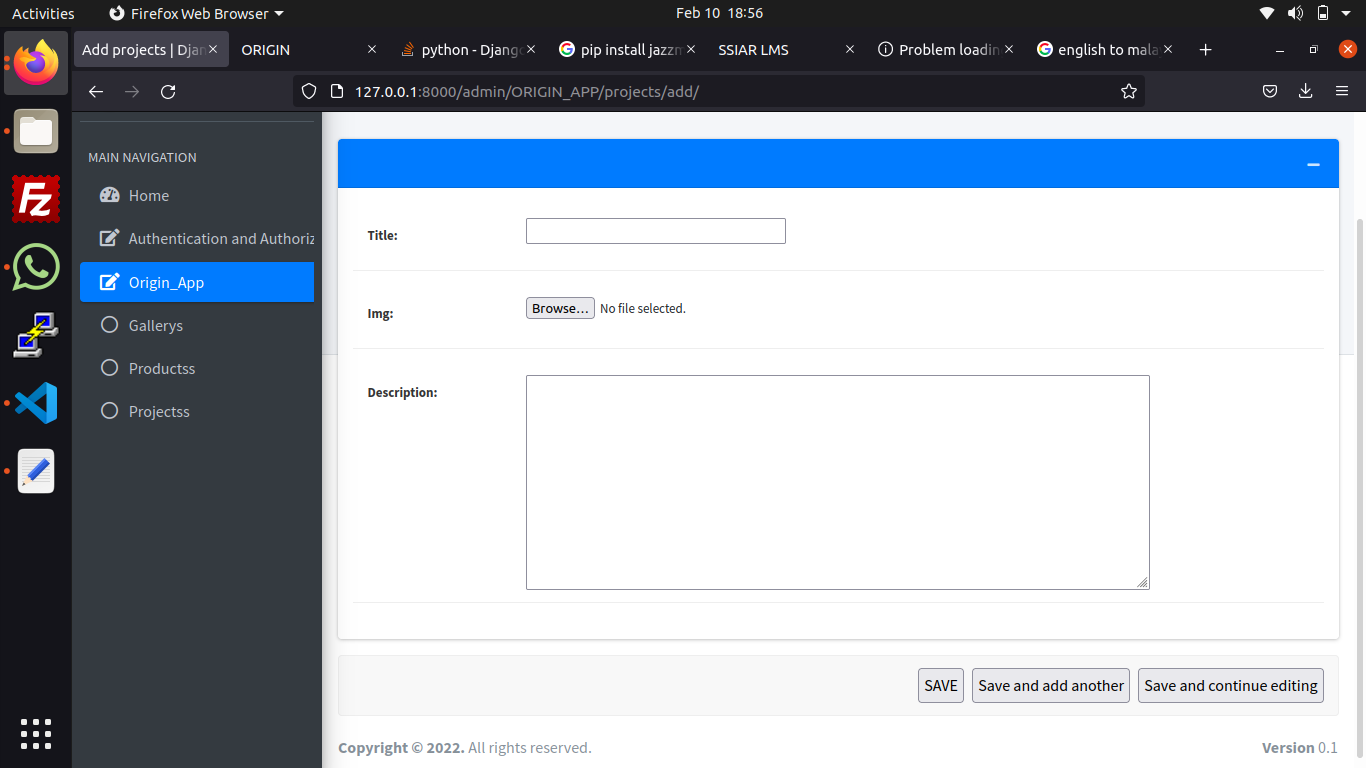 Activities Firefox Web Browser Feb 10 18:56
Add projects | Djan ORIGIN python - Djang pip install jazzm SSIAR LMS Problem loadin english to mala
127.0.0.1:8000/admin/ORIGIN_APP/projects/add/
MAIN NAVIGATION
Home
Authentication and Authoriz
Origin_App
Gallerys
Productss
Projectss
Title:
Img: Browse... No file selected.
Description:
SAVE Save and add another Save and continue editing
Copyright © 2022. All rights reserved. Version 0.1